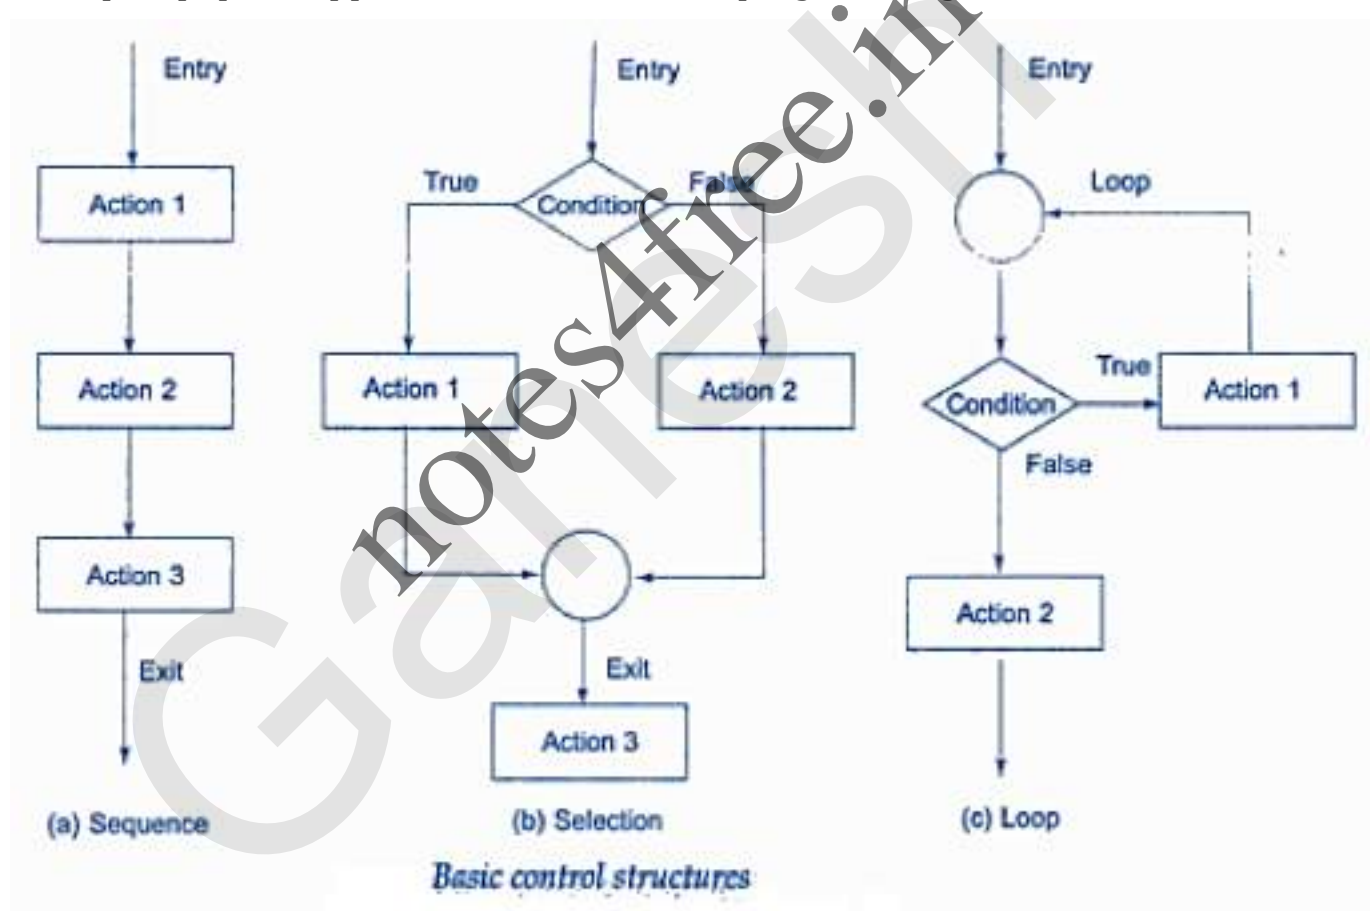 Entry
Action 1
Action 2
Action 3
Exit
(a) Sequence
Entry
True
False
Condition
Action 1
Action 2
Exit
Action 3
(b) Selection
Entry
Loop
Condition
True
Action 1
False
Action 2
(c) Loop
Basic control structures
notes4free.in
Ganesh